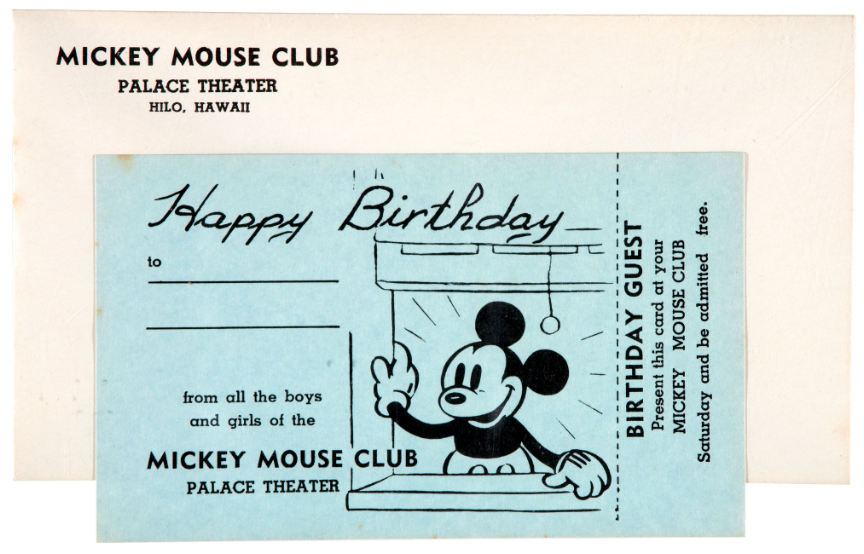 MICKEY MOUSE CLUB
PALACE THEATER
HILO, HAWAII
Happy Birthday
to
from all the boys
and girls of the
MICKEY MOUSE CLUB
PALACE THEATER
BIRTHDAY GUEST
Present this card at your
MICKEY MOUSE CLUB
Saturday and be admitted free.